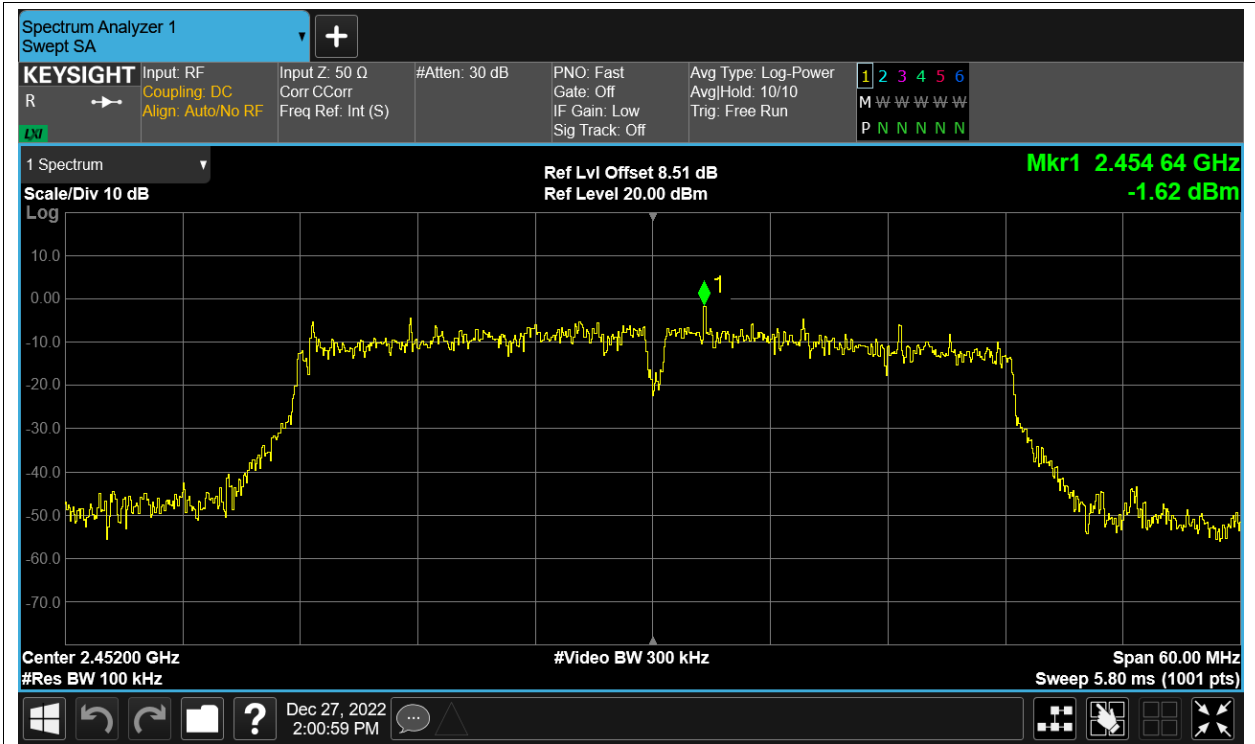 Spectrum Analyzer 1
Swept SA
KEYSIGHT
R
LXI
Input: RF
Coupling: DC
Align: Auto/No RF
Input Z: 50 Ω
Corr CCorr
Freq Ref: Int (S)
#Atten: 30 dB
PNO: Fast
Gate: Off
IF Gain: Low
Sig Track: Off
Avg Type: Log-Power
Avg|Hold: 10/10
Trig: Free Run
1 2 3 4 5 6
M W W W W W
P N N N N N
1 Spectrum
Scale/Div 10 dB
Log
Ref Lvl Offset 8.51 dB
Ref Level 20.00 dBm
Mkr1 2.454 64 GHz
-1.62 dBm
10.0
0.00
-10.0
-20.0
-30.0
-40.0
-50.0
-60.0
-70.0
1
Center 2.45200 GHz
#Res BW 100 kHz
#Video BW 300 kHz
Span 60.00 MHz
Sweep 5.80 ms (1001 pts)
?
Dec 27, 2022
2:00:59 PM